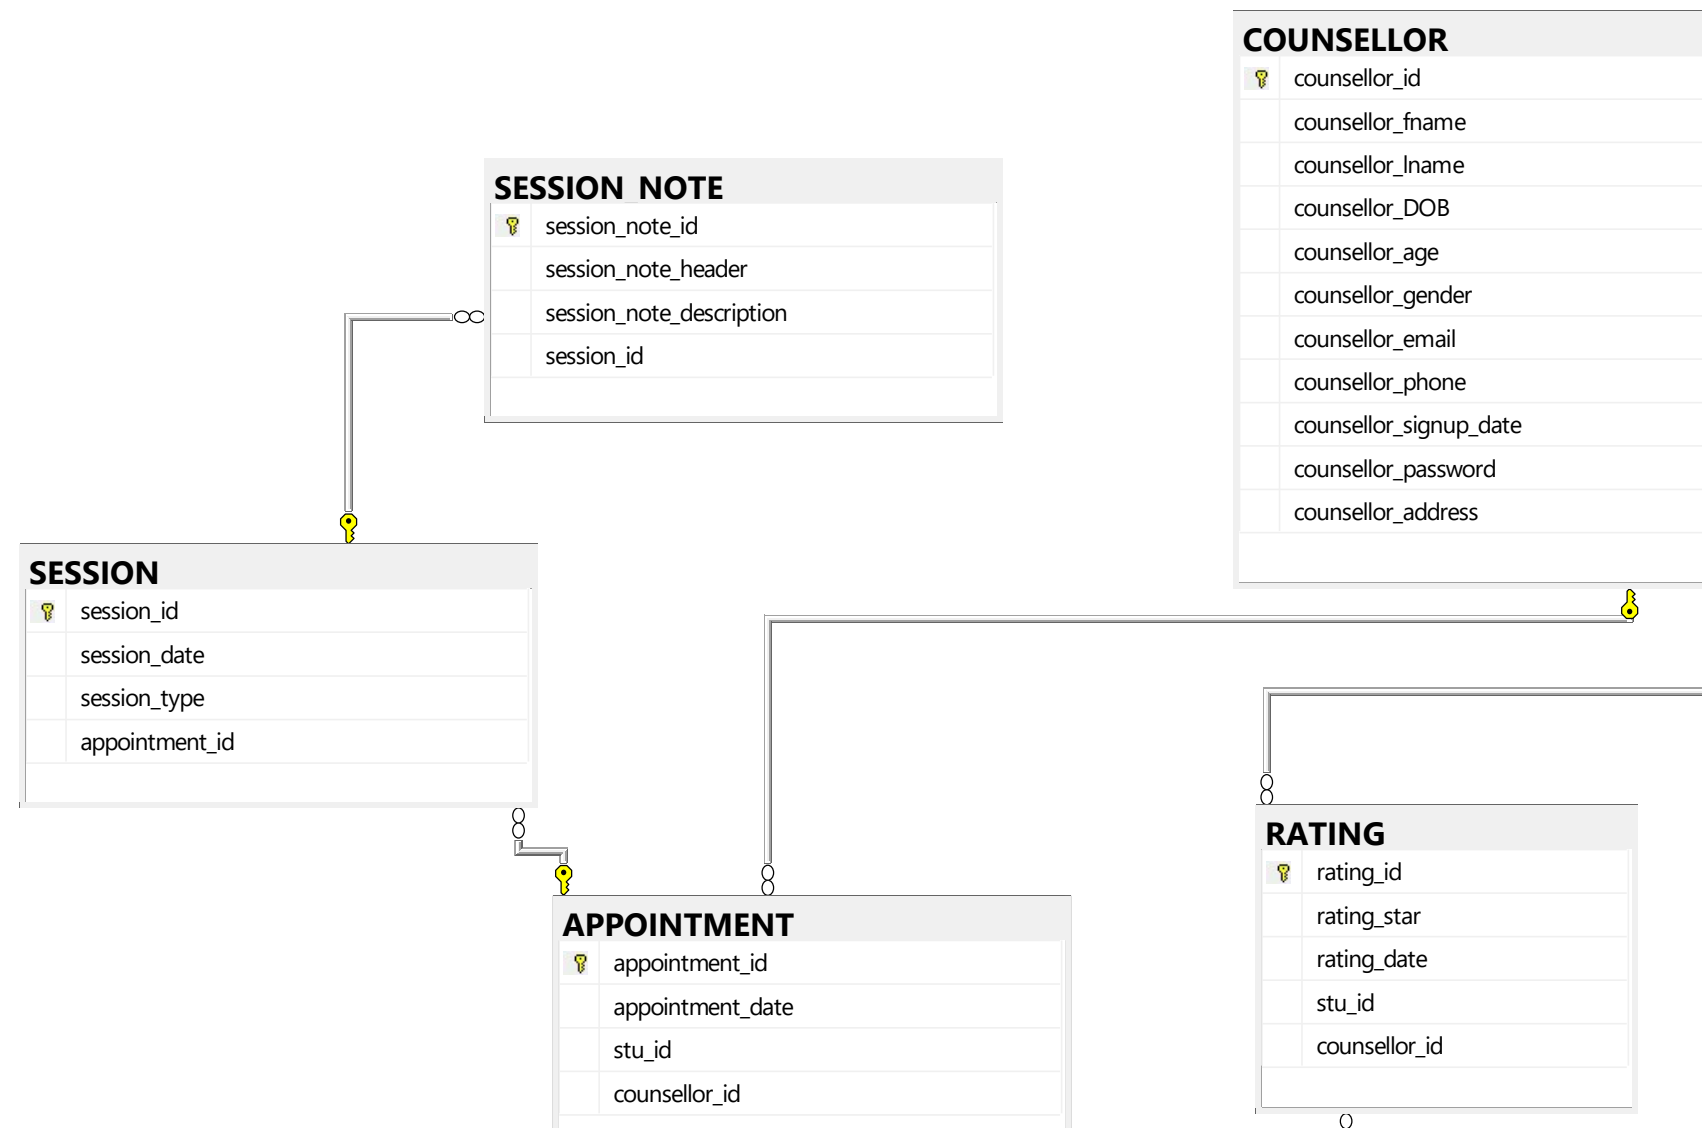 COUNSELLOR
counsellor_id
counsellor_fname
counsellor_lname
counsellor_DOB
counsellor_age
counsellor_gender
counsellor_email
counsellor_phone
counsellor_signup_date
counsellor_password
counsellor_address
SESSION_NOTE
session_note_id
session_note_header
session_note_description
session_id
SESSION
session_id
session_date
session_type
appointment_id
APPOINTMENT
appointment_id
appointment_date
stu_id
counsellor_id
RATING
rating_id
rating_star
rating_date
stu_id
counsellor_id